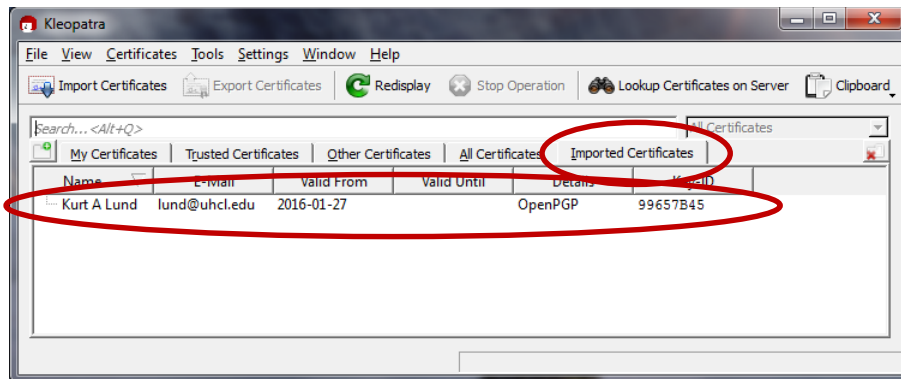 Kleopatra
File View Certificates Tools Settings Window Help
Import Certificates Export Certificates Redisplay Stop Operation Lookup Certificates on Server Clipboard
Search...<Alt+Q> All Certificates
My Certificates Trusted Certificates Other Certificates All Certificates Imported Certificates
Name E-Mail Valid From Valid Until Details Key-ID
Kurt A Lund lund@uhcl.edu 2016-01-27 OpenPGP 99657B45